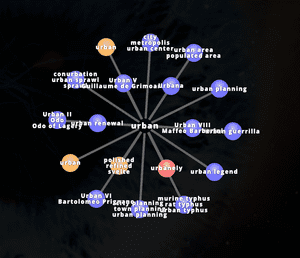 urban
city
metropolis
urban center
urban area
populated area
conurbation
urban sprawl
sprawl
Urban V
Guillaume de Grimoard
Urbana
urban planning
Urban II
Odo
Odo of Lagery
urban renewal
urban
Urban VIII
Maffeo Barberini
urban guerrilla
urban
polished
refined
svelte
urbanely
urban legend
Urban VI
Bartolomeo Prignano
city planning
town planning
urban planning
murine typhus
rat typhus
urban typhus